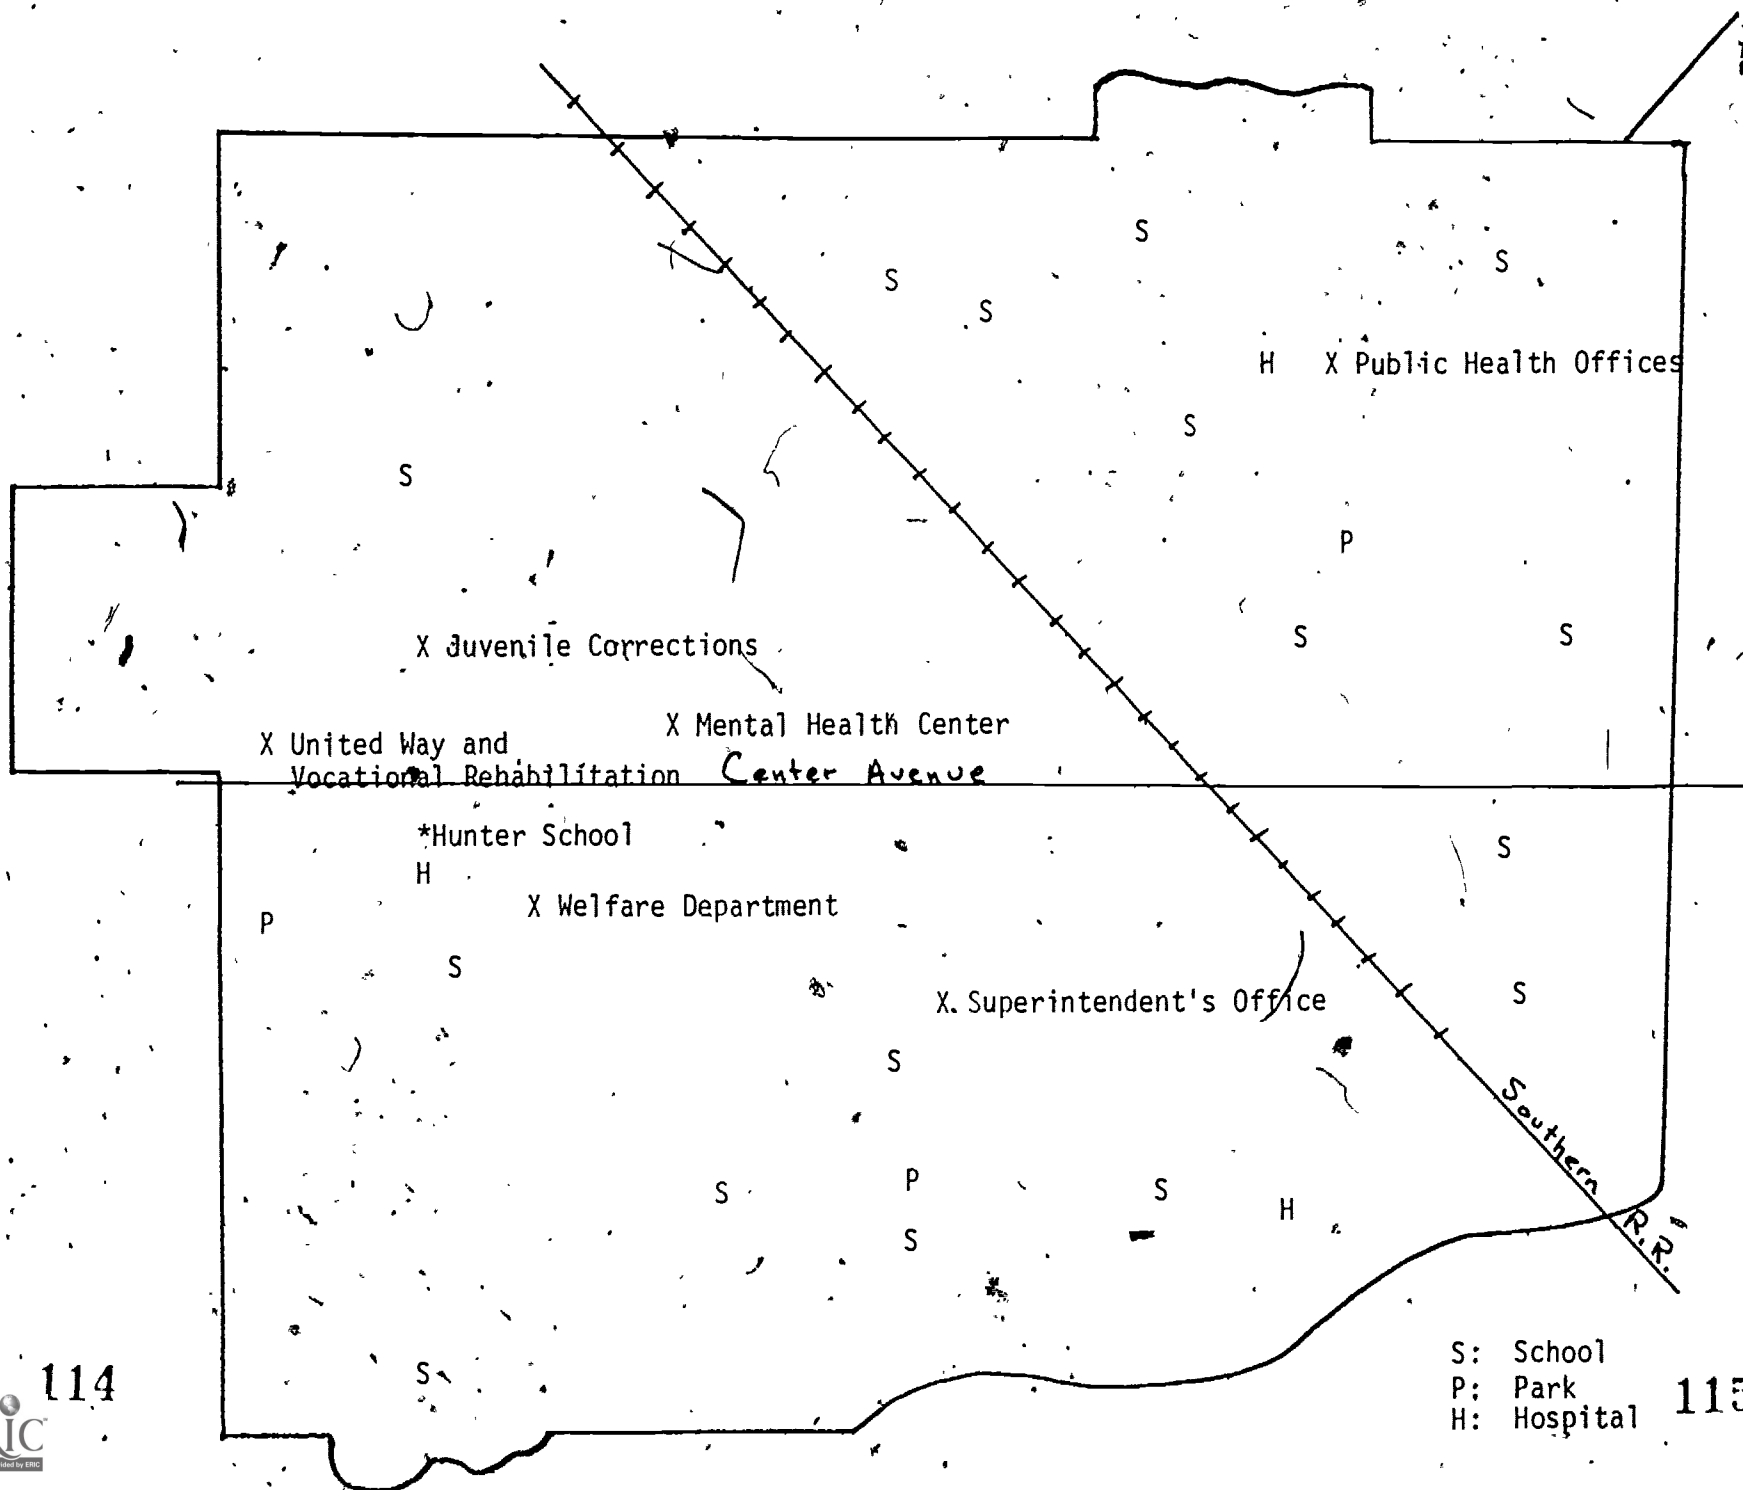 S
S
S
S
H X Public Health Offices
S
S
P
S S
X Juvenile Corrections
X Mental Health Center
X United Way and
Vocational Rehabilitation
Center Avenue
*Hunter School
S
H
X Welfare Department
P
S
X Superintendent's Office
S
S
Southern R.R.
S
P
S
H
S
S
S: School
P: Park
H: Hospital
114
115